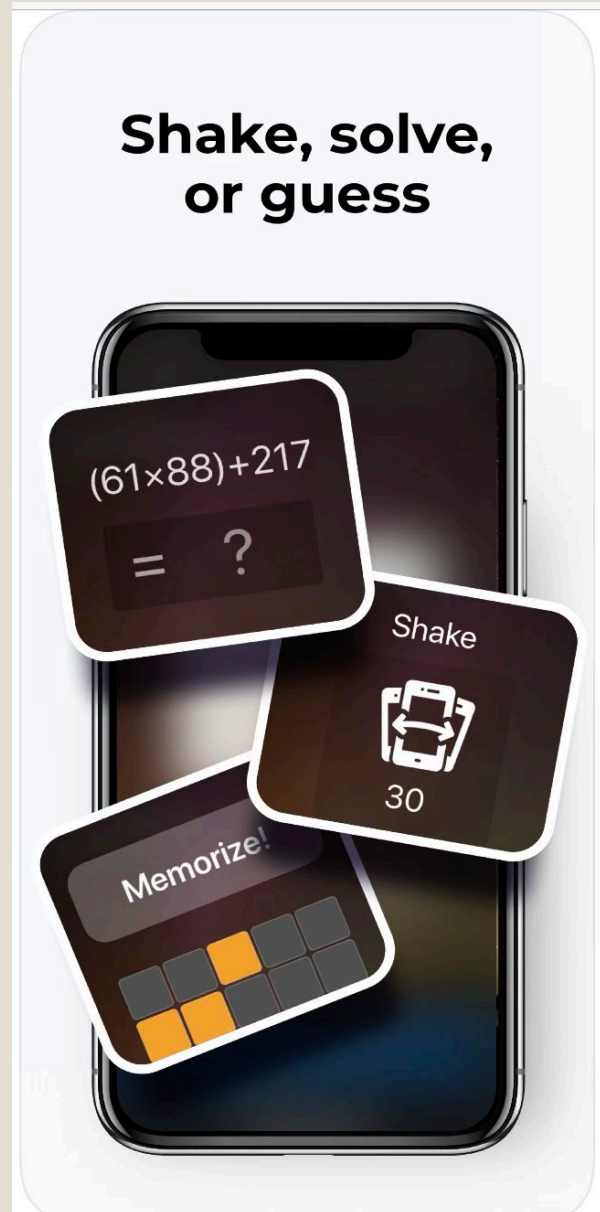 Shake, solve,
or guess
(61×88)+217
= ?
Shake
30
Memorize!